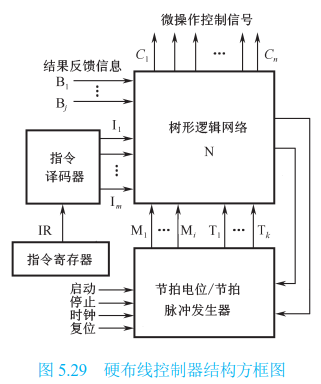 微操作控制信号
C1 ··· Cn
结果反馈信息
B1
⋮
Bj
树形逻辑网络
N
I1
⋮
Im
指令
译码器
IR
指令寄存器
M1 ··· Mi T1 ··· Tk
节拍电位/节拍
脉冲发生器
启动
停止
时钟
复位
图 5.29 硬布线控制器结构方框图